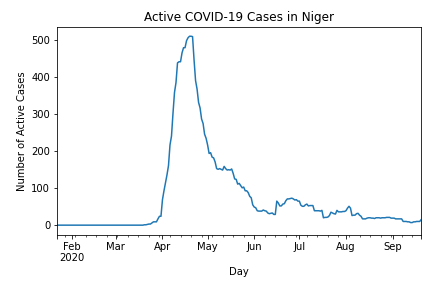 Active COVID-19 Cases in Niger
Number of Active Cases
500
400
300
200
100
0
Feb
2020
Mar
Apr
May
Jun
Jul
Aug
Sep
Day